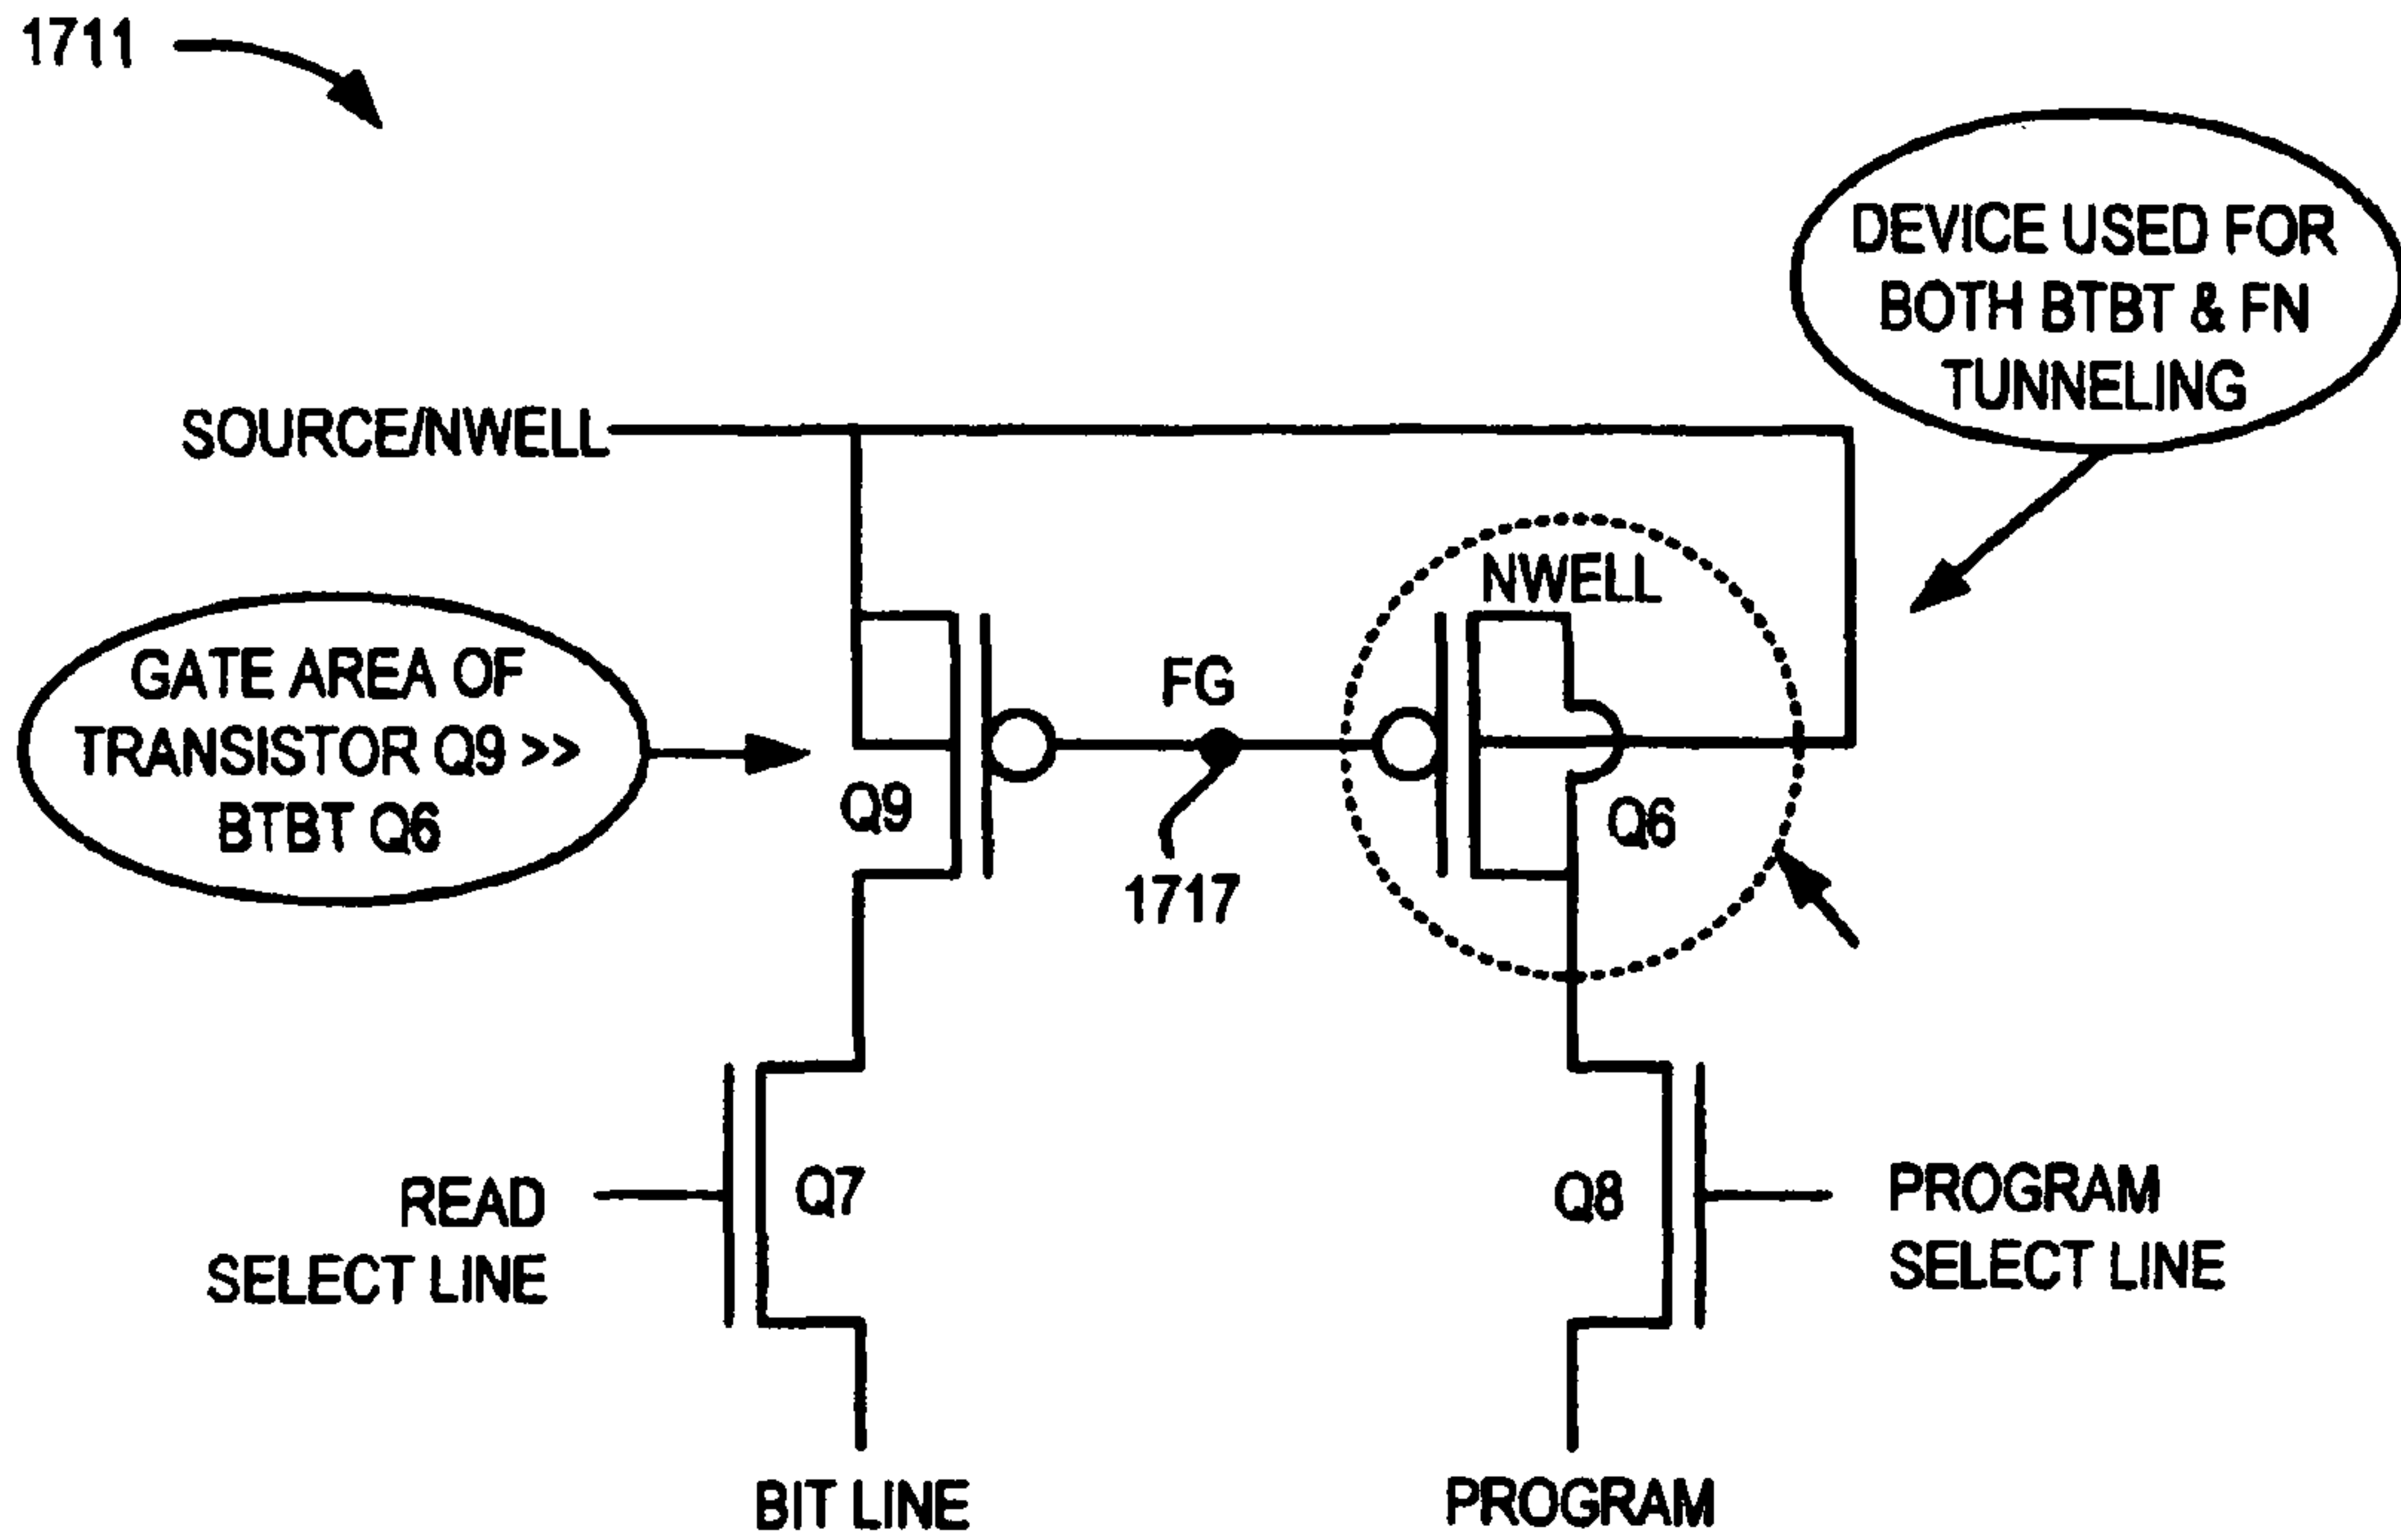 1711
DEVICE USED FOR
BOTH BTBT & FN
TUNNELING
SOURCE/NWELL
NWELL
GATE AREA OF
TRANSISTOR Q9 >>
BTBT Q6
FG
Q9
Q6
1717
READ
SELECT LINE
Q7
Q8
PROGRAM
SELECT LINE
BIT LINE
PROGRAM